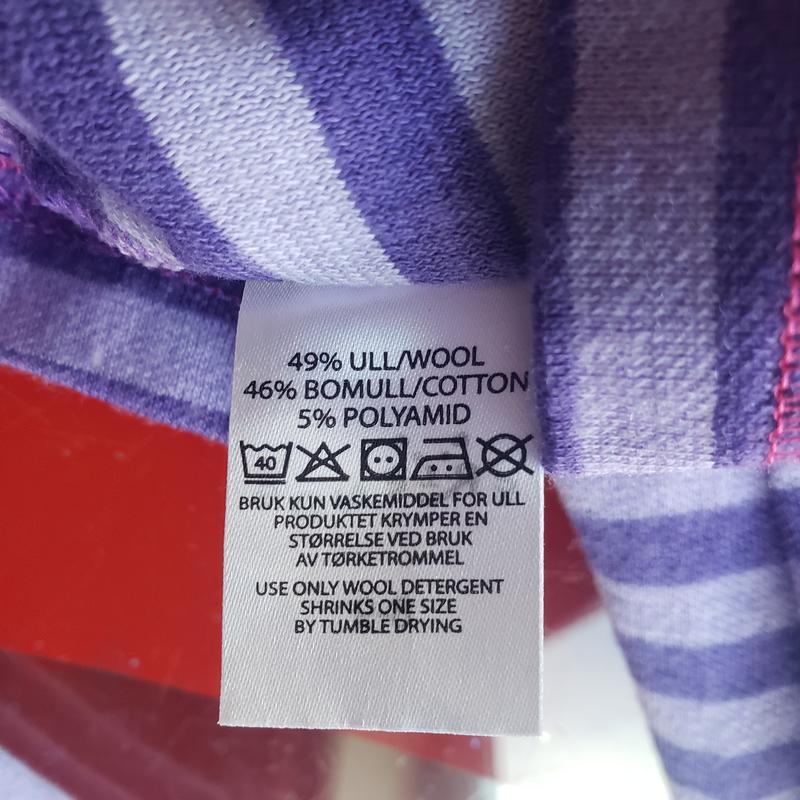 49% ULL/WOOL
46% BOMULL/COTTON
5% POLYAMID
40
BRUK KUN VASKEMIDDEL FOR ULL
PRODUKTET KRYMPER EN
STØRRELSE VED BRUK
AV TØRKETROMMEL
USE ONLY WOOL DETERGENT
SHRINKS ONE SIZE
BY TUMBLE DRYING